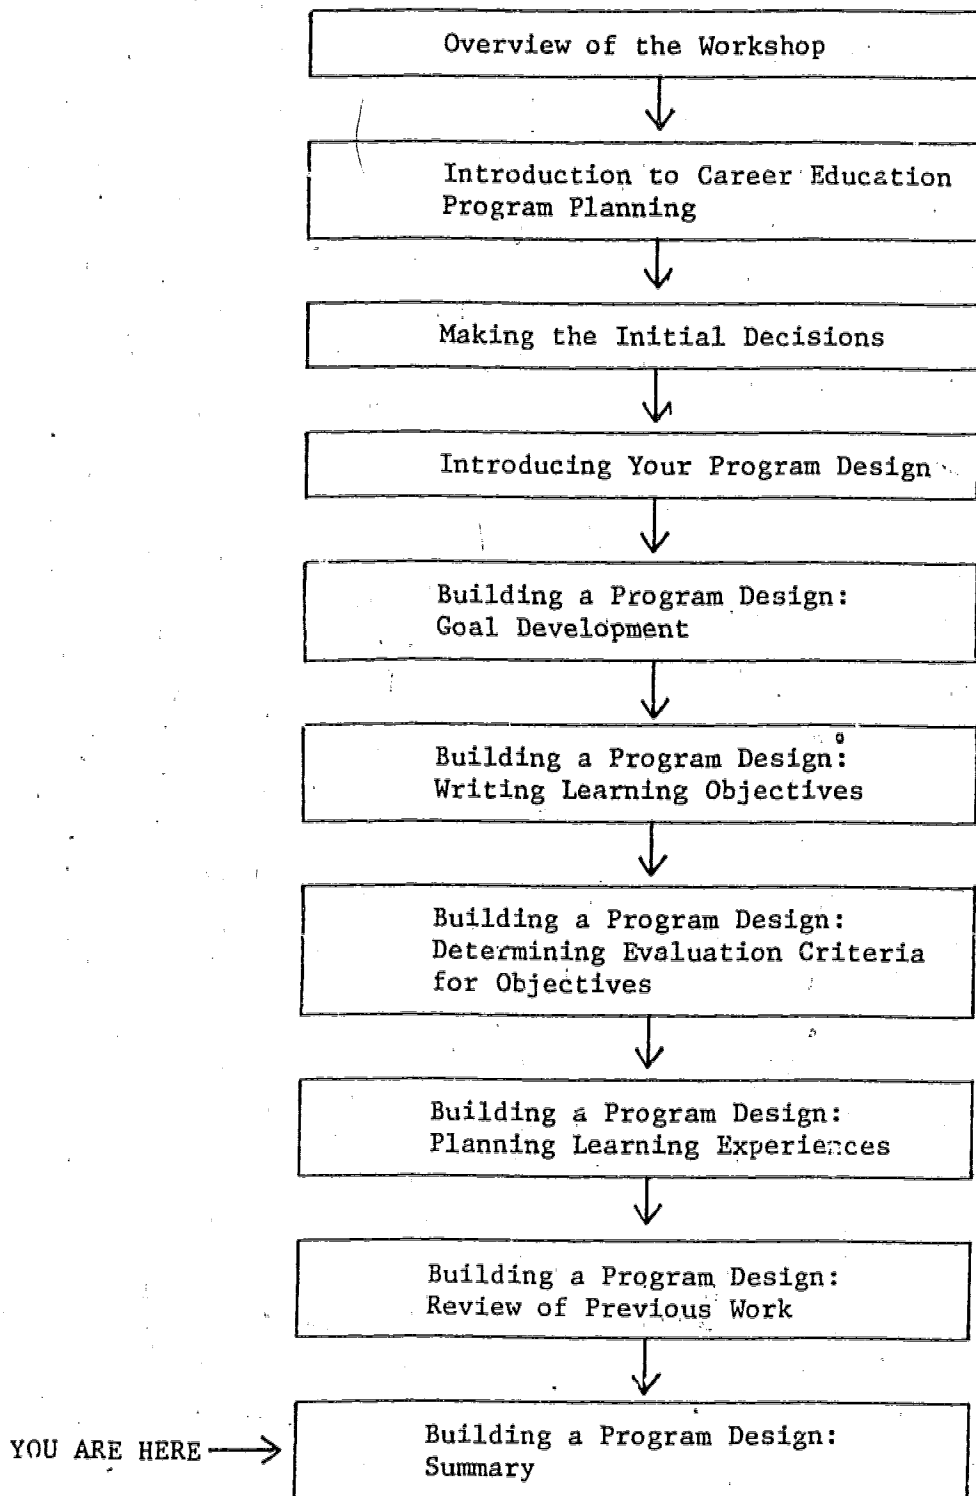 Overview of the Workshop
Introduction to Career Education
Program Planning
Making the Initial Decisions
Introducing Your Program Design
Building a Program Design:
Goal Development
Building a Program Design:
Writing Learning Objectives
Building a Program Design:
Determining Evaluation Criteria
for Objectives
Building a Program Design:
Planning Learning Experiences
Building a Program Design:
Review of Previous Work
YOU ARE HERE
Building a Program Design:
Summary